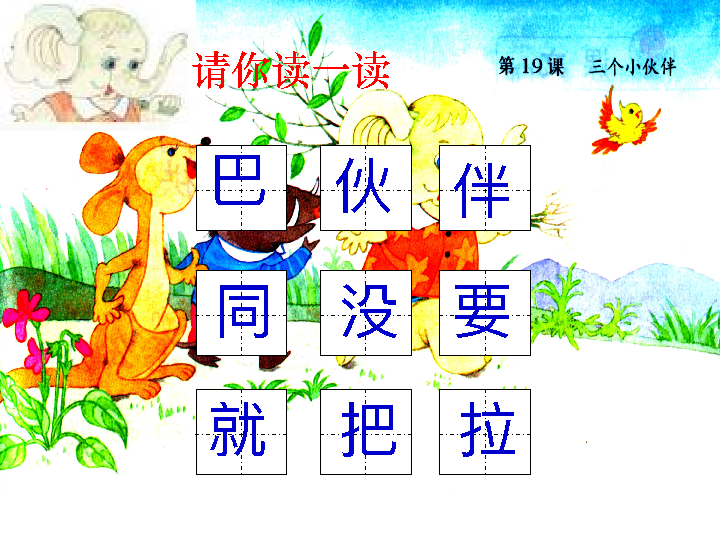 请你读一读
第19课 三个小伙伴
巴 伙 伴
同 没 要
就 把 拉